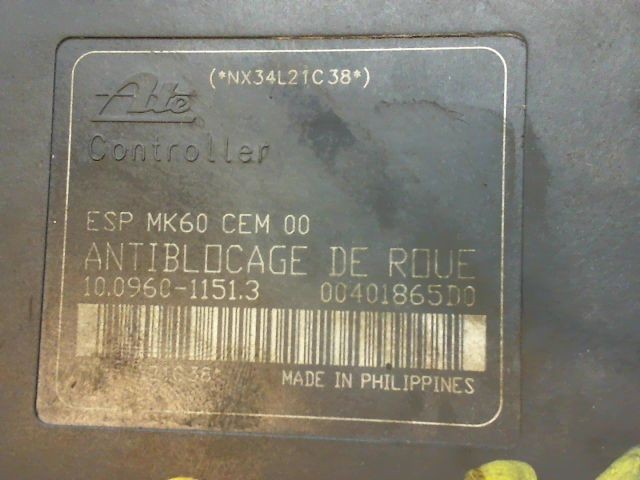 (*NX34L21C38*)
Ate
Controller
ESP MK60 CEM 00
ANTIBLOCAGE DE ROUE
10.0960-1151.3 00401865D0
MADE IN PHILIPPINES